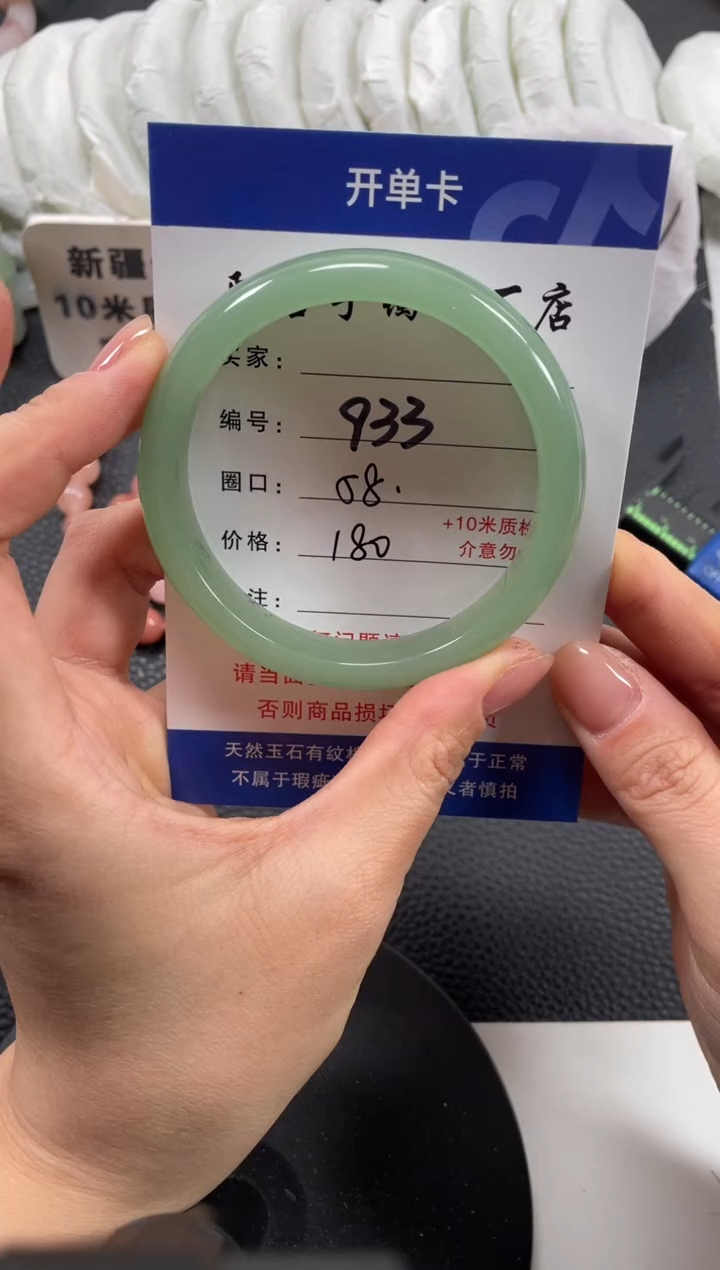 开单卡
新疆
10米
店
家：
编号： 933
圈口： 58.
价格： 180
+10米质检
介意勿
注：
请当面
否则商品损
天然玉石有纹 于正常
不属于瑕疵 者慎拍